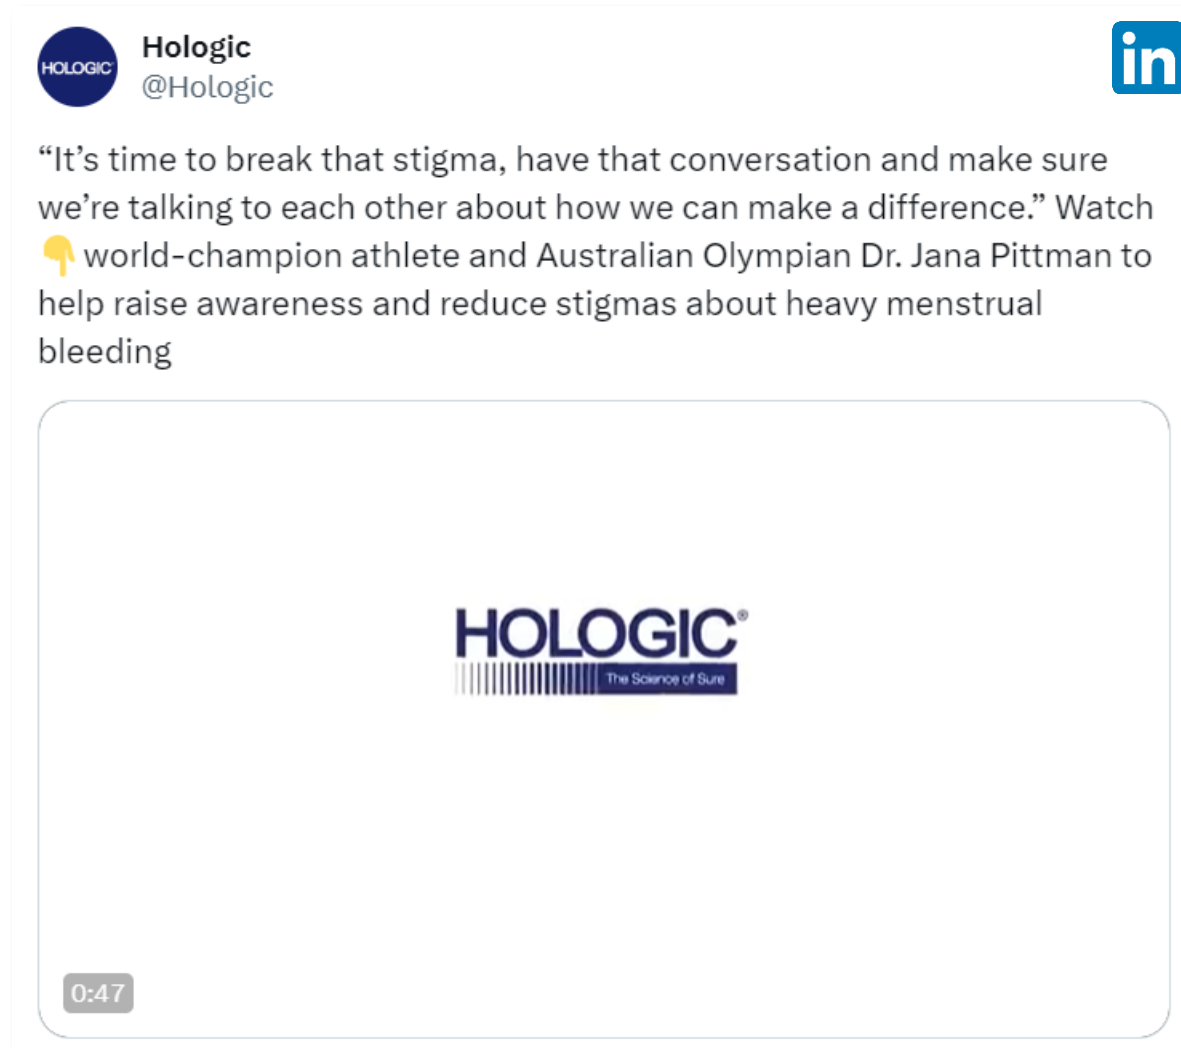 HOLOGIC
Hologic
@Hologic
in
“It’s time to break that stigma, have that conversation and make sure
we’re talking to each other about how we can make a difference.” Watch
👇 world-champion athlete and Australian Olympian Dr. Jana Pittman to
help raise awareness and reduce stigmas about heavy menstrual
bleeding
HOLOGIC®
The Science of Sure
0:47